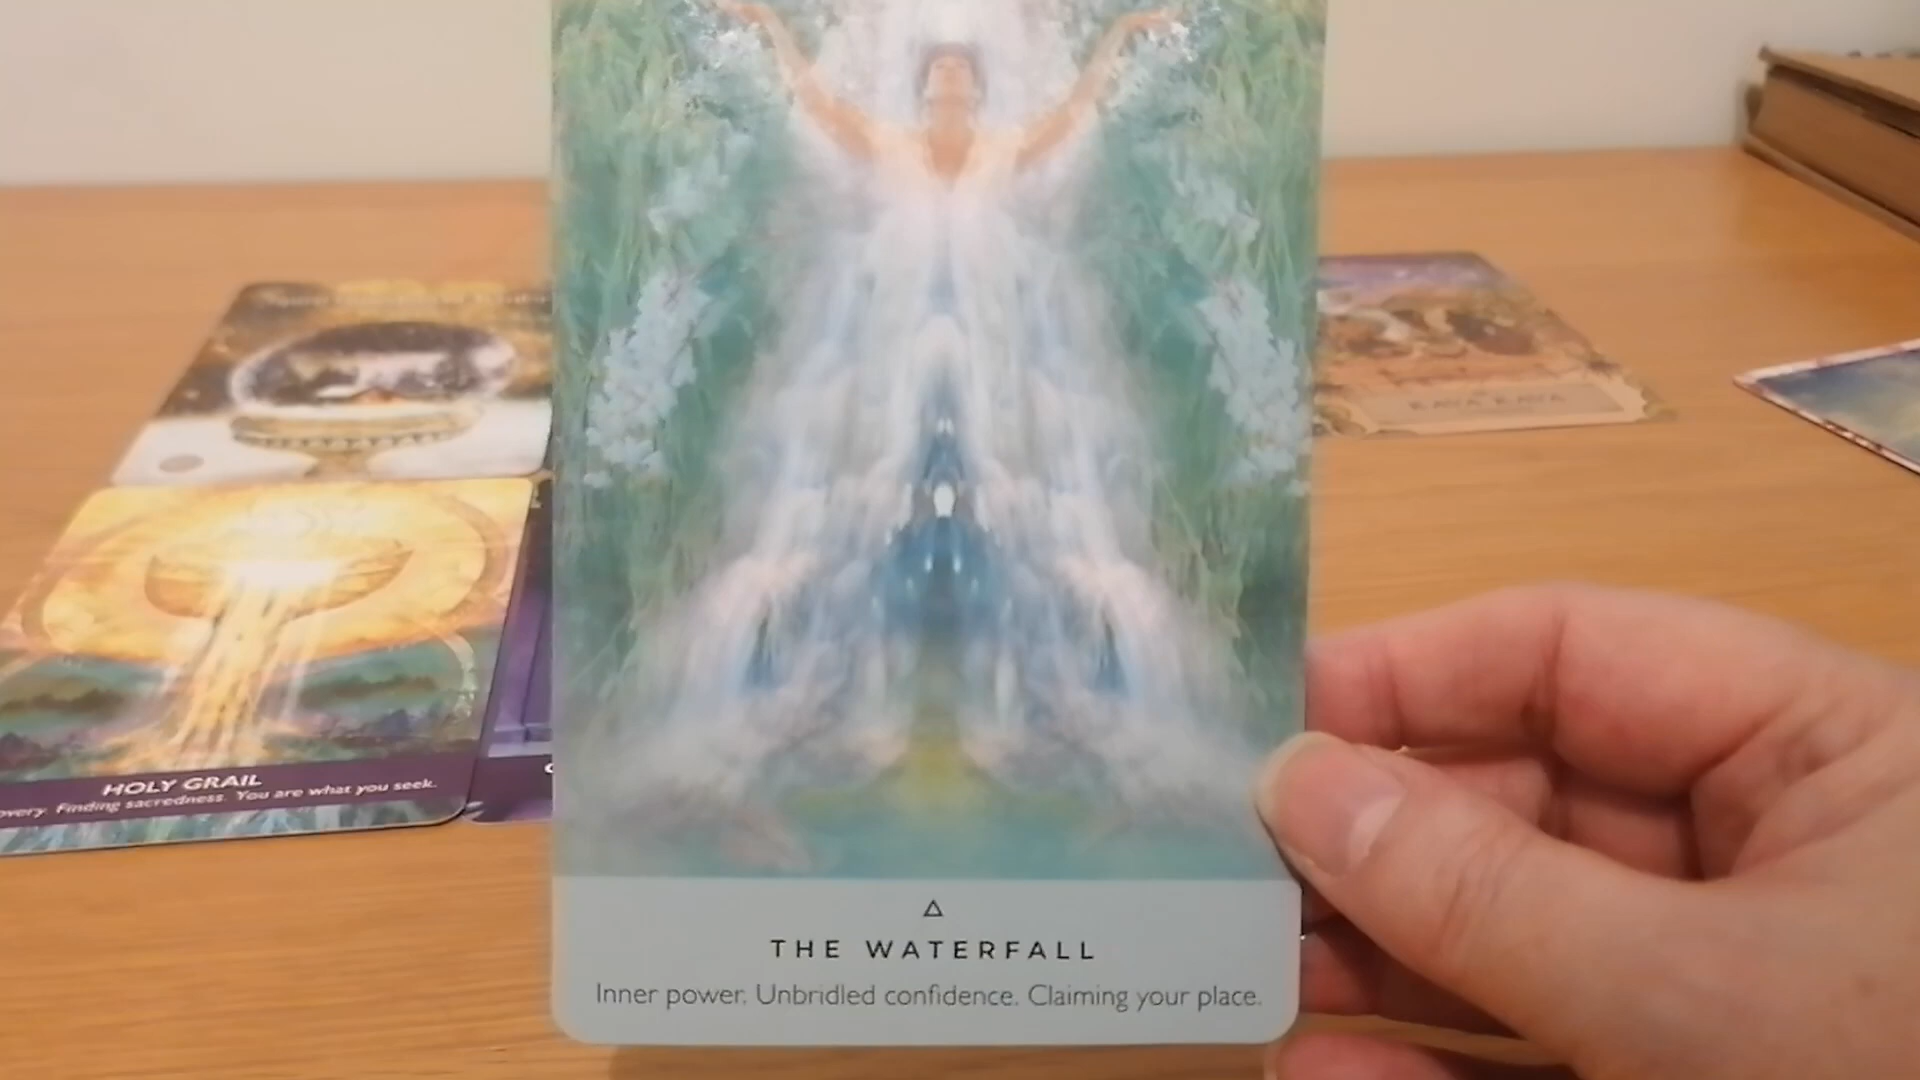 HOLY GRAIL
Finding sacredness. You are what you seek.
THE WATERFALL
Inner power. Unbridled confidence. Claiming your place.